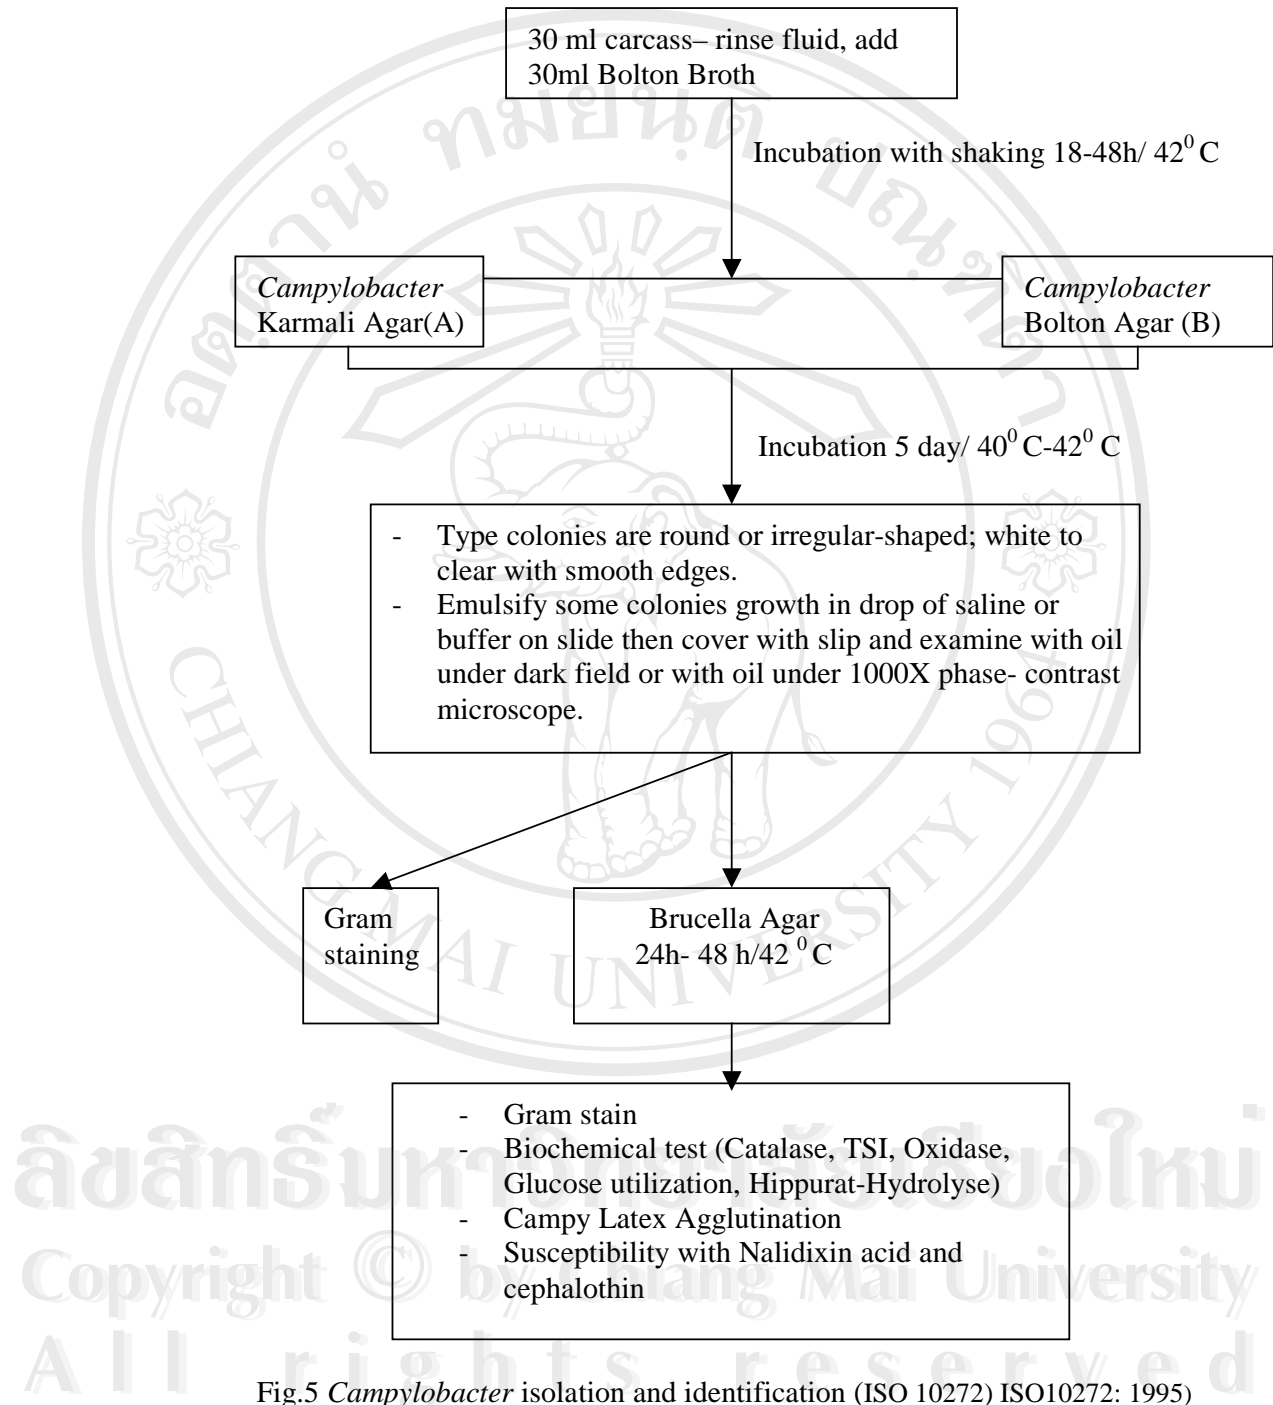 30 ml carcass– rinse fluid, add
30ml Bolton Broth
Incubation with shaking 18-48h/ 42⁰ C
Campylobacter
Karmali Agar(A)
Campylobacter
Bolton Agar (B)
Incubation 5 day/ 40⁰ C-42⁰ C
- Type colonies are round or irregular-shaped; white to
clear with smooth edges.
- Emulsify some colonies growth in drop of saline or
buffer on slide then cover with slip and examine with oil
under dark field or with oil under 1000X phase- contrast
microscope.
Gram
staining
Brucella Agar
24h- 48 h/42 ⁰ C
- Gram stain
- Biochemical test (Catalase, TSI, Oxidase,
Glucose utilization, Hippurat-Hydrolyse)
- Campy Latex Agglutination
- Susceptibility with Nalidixin acid and
cephalothin
Fig.5 Campylobacter isolation and identification (ISO 10272) ISO10272: 1995)
CHIANG MAI UNIVERSITY 1964
ลิขสิทธิ์มหาวิทยาลัยเชียงใหม่
Copyright © by Chiang Mai University
All rights reserved